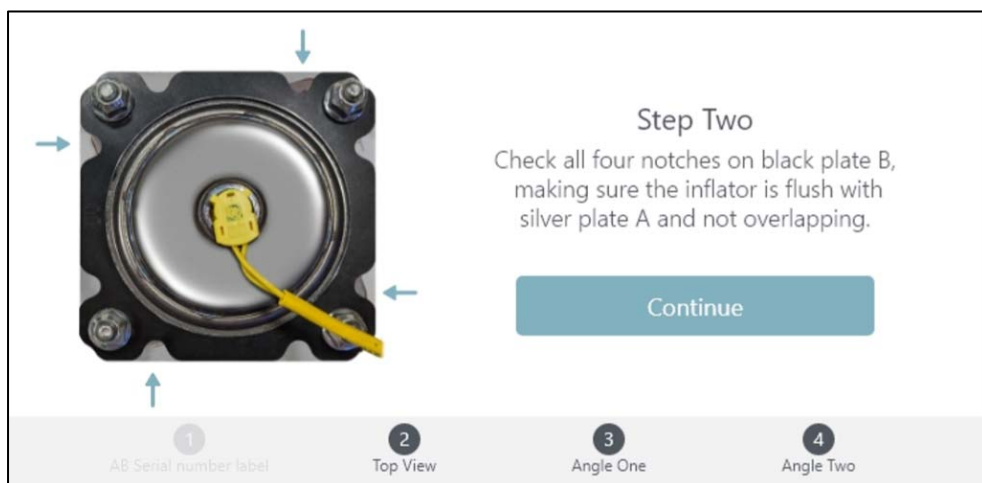 Step Two
Check all four notches on black plate B,
making sure the inflator is flush with
silver plate A and not overlapping.
Continue
1
AB Serial number label
2
Top View
3
Angle One
4
Angle Two